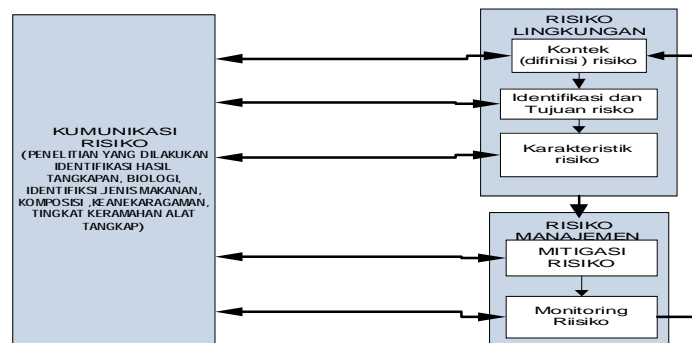 KUMUNIKASI
RISIKO
(PENELITIAN YANG DILAKUKAN
IDENTIFIKASI HASIL
TANGKAPAN, BIOLOGI,
IDENTIFIKSI JENIS MAKANAN,
KOMPOSISI ,KEANEKARAGAMAN,
TINGKAT KERAMAHAN ALAT
TANGKAP)
RISIKO
LINGKUNGAN
Kontek
(difinisi ) risiko
Identifikasi dan
Tujuan risko
Karakteristik
risiko
RISIKO
MANAJEMEN
MITIGASI
RISIKO
Monitoring
Riisiko